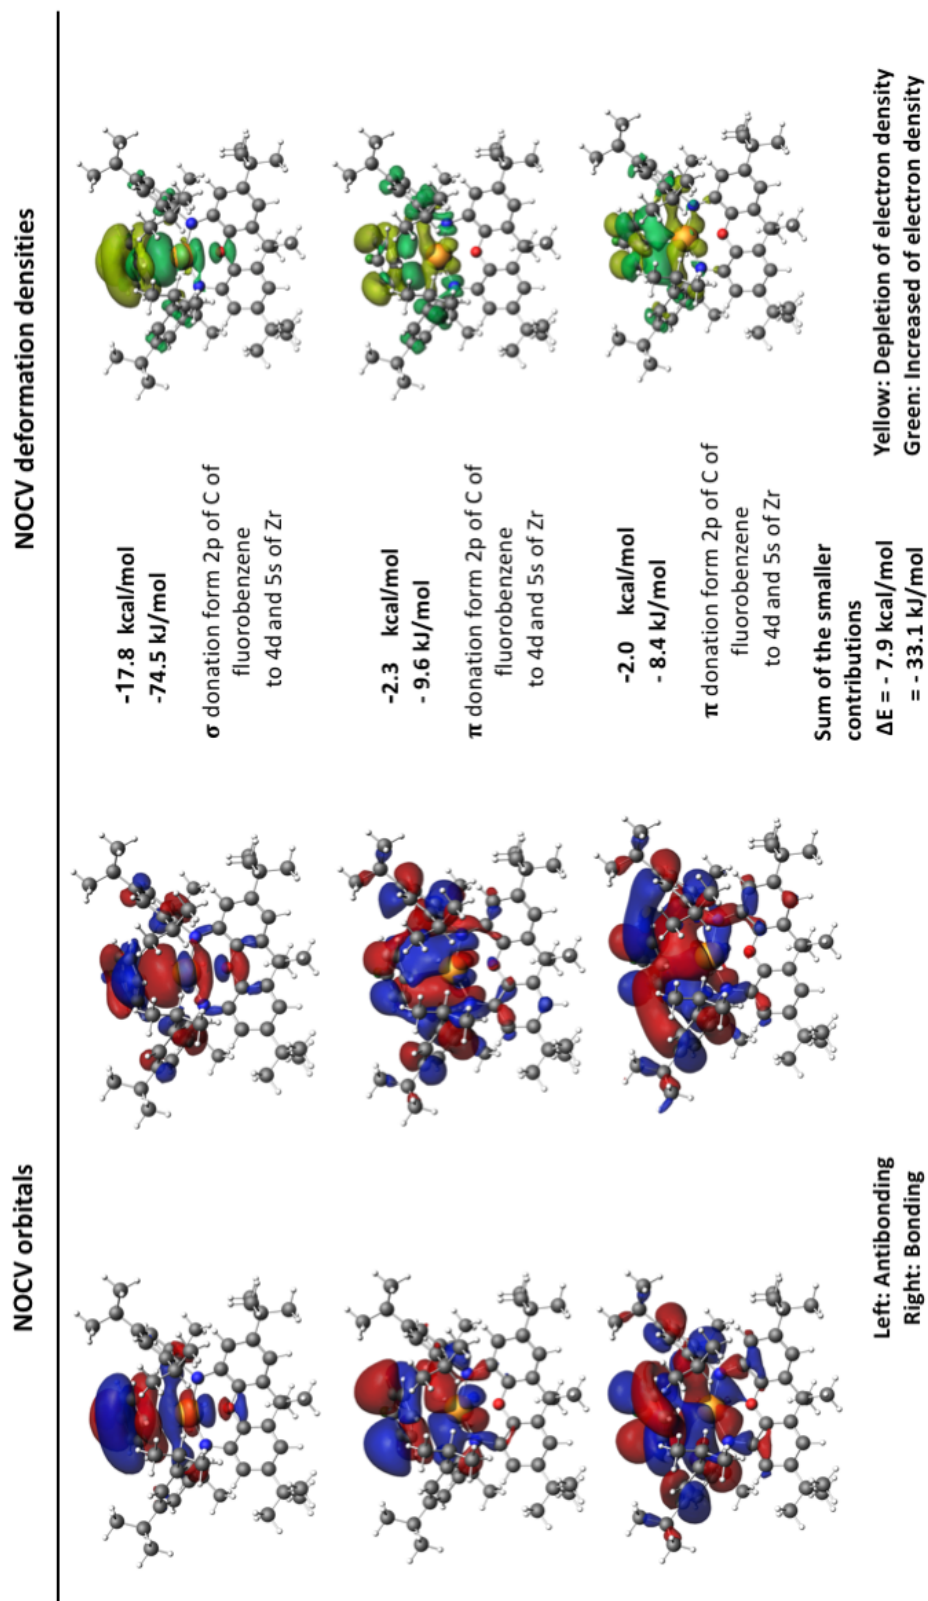 NOCV orbitals
NOCV deformation densities
-17.8 kcal/mol
-74.5 kJ/mol
σ donation form 2p of C of
fluorobenzene
to 4d and 5s of Zr
-2.3 kcal/mol
- 9.6 kJ/mol
π donation form 2p of C of
fluorobenzene
to 4d and 5s of Zr
-2.0 kcal/mol
- 8.4 kJ/mol
π donation form 2p of C of
fluorobenzene
to 4d and 5s of Zr
Left: Antibonding
Right: Bonding
Sum of the smaller
contributions
ΔE = - 7.9 kcal/mol
= - 33.1 kJ/mol
Yellow: Depletion of electron density
Green: Increased of electron density